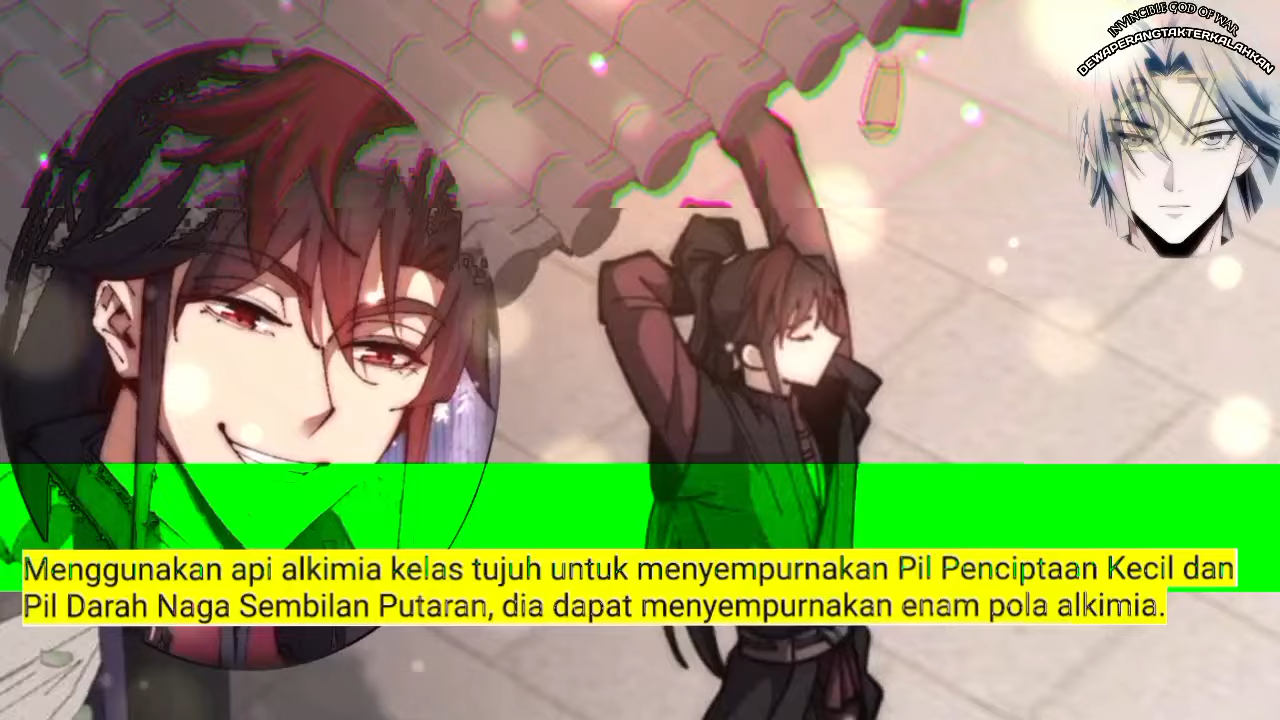 INVINCIBLE GOD OF WAR
DEWAPERANGTAKTERKALAHKAN
87
Menggunakan api alkimia kelas tujuh untuk menyempurnakan Pil Penciptaan Kecil dan
Pil Darah Naga Sembilan Putaran, dia dapat menyempurnakan enam pola alkimia.